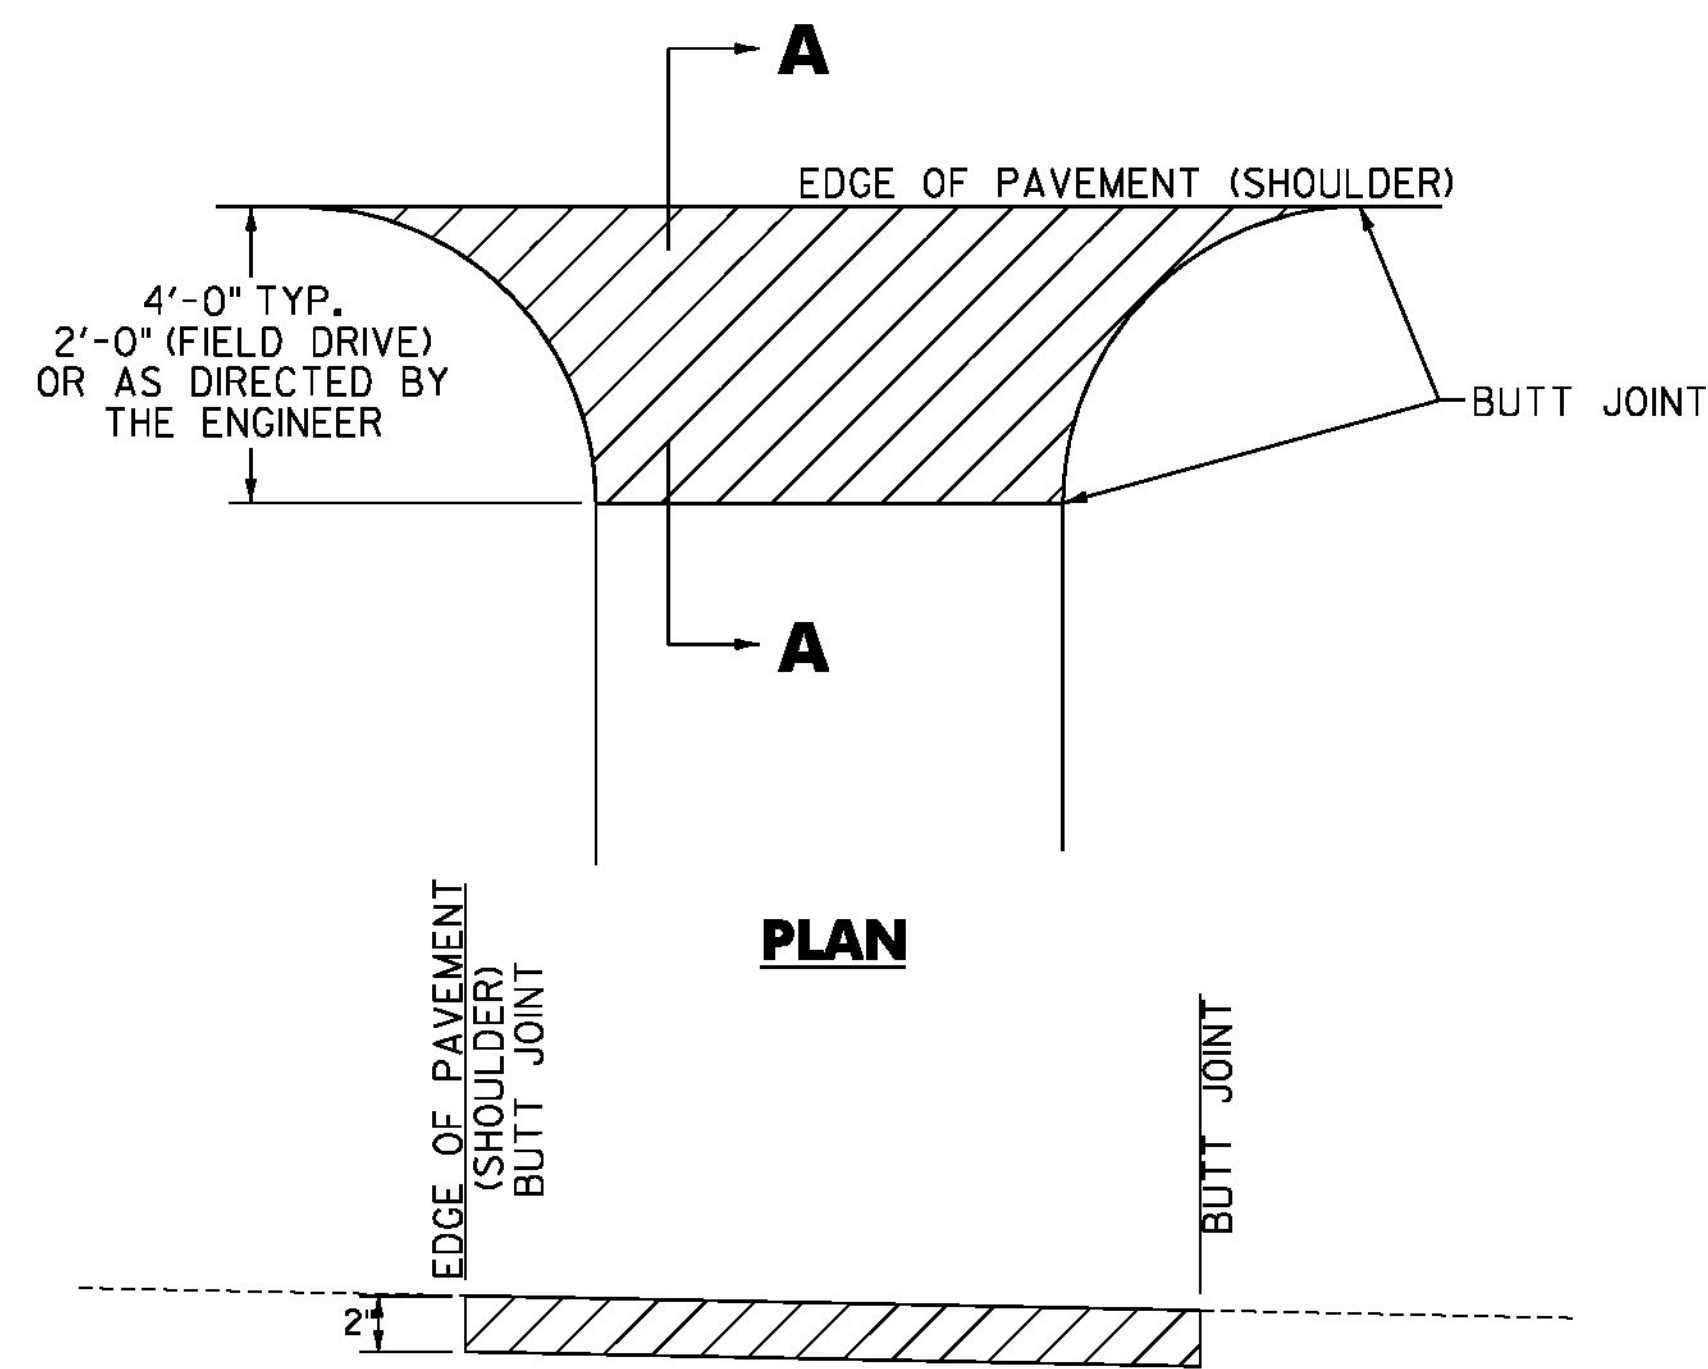 A
EDGE OF PAVEMENT (SHOULDER)
4'-0" TYP.
2'-0" (FIELD DRIVE)
OR AS DIRECTED BY
THE ENGINEER
BUTT JOINT
A
PLAN
EDGE OF PAVEMENT
(SHOULDER)
BUTT JOINT
BUTT JOINT
2"